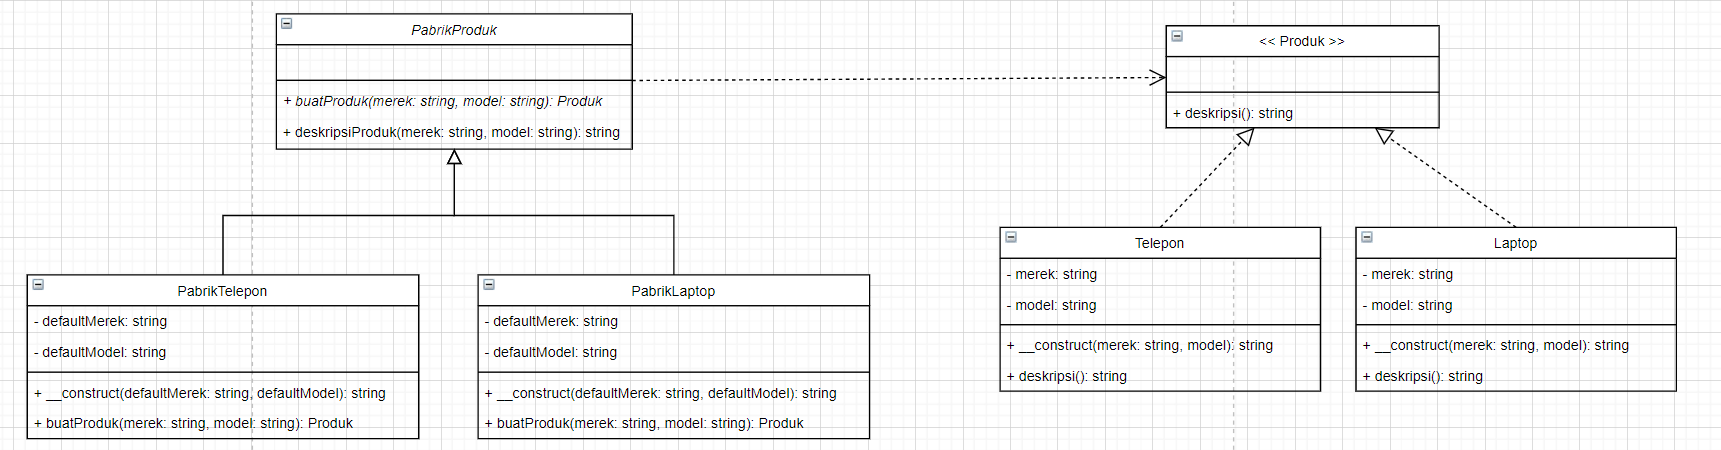 PabrikProduk
+ buatProduk(merek: string, model: string): Produk
+ deskripsiProduk(merek: string, model: string): string
<< Produk >>
+ deskripsi(): string
PabrikTelepon
- defaultMerek: string
- defaultModel: string
+ __construct(defaultMerek: string, defaultModel): string
+ buatProduk(merek: string, model: string): Produk
PabrikLaptop
- defaultMerek: string
- defaultModel: string
+ __construct(defaultMerek: string, defaultModel): string
+ buatProduk(merek: string, model: string): Produk
Telepon
- merek: string
- model: string
+ __construct(merek: string, model): string
+ deskripsi(): string
Laptop
- merek: string
- model: string
+ __construct(merek: string, model): string
+ deskripsi(): string